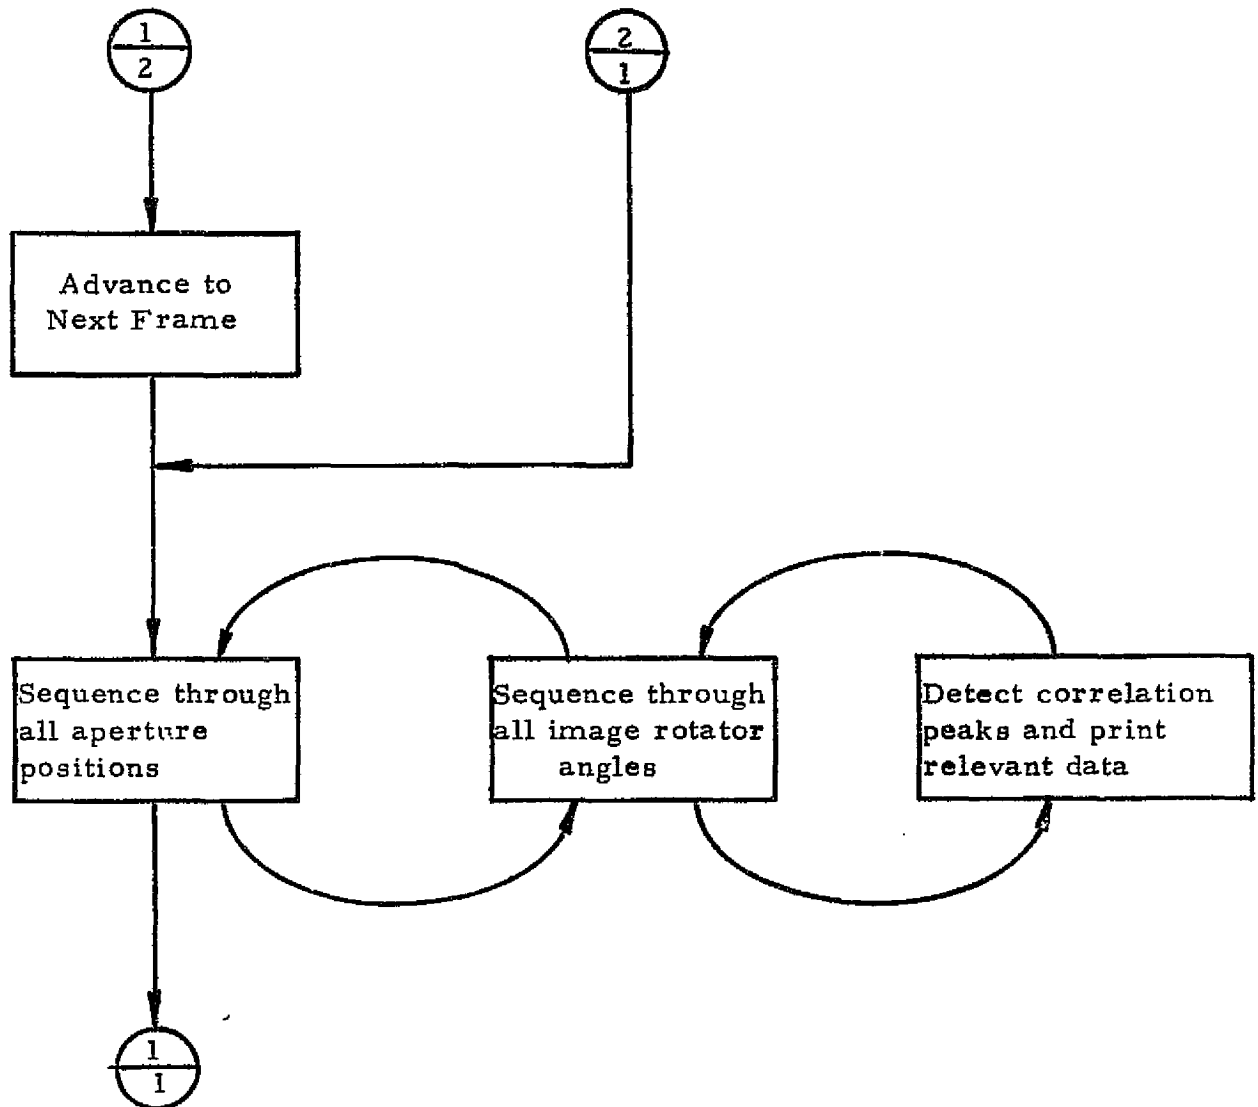 1
2
2
1
Advance to
Next Frame
Sequence through
all aperture
positions
Sequence through
all image rotator
angles
Detect correlation
peaks and print
relevant data
1
1